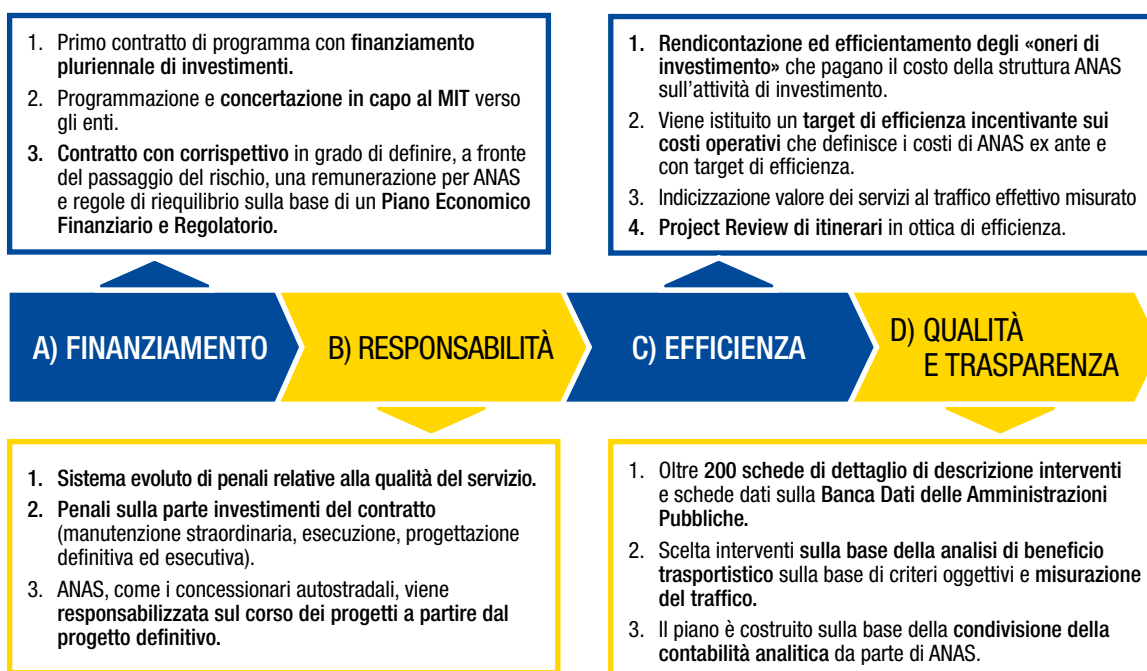 1. Primo contratto di programma con finanziamento
pluriennale di investimenti.
2. Programmazione e concertazione in capo al MIT verso
gli enti.
3. Contratto con corrispettivo in grado di definire, a fronte
del passaggio del rischio, una remunerazione per ANAS
e regole di riequilibrio sulla base di un Piano Economico
Finanziario e Regolatorio.
1. Rendicontazione ed efficientamento degli «oneri di
investimento» che pagano il costo della struttura ANAS
sull'attività di investimento.
2. Viene istituito un target di efficienza incentivante sui
costi operativi che definisce i costi di ANAS ex ante e
con target di efficienza.
3. Indicizzazione valore dei servizi al traffico effettivo misurato
4. Project Review di itinerari in ottica di efficienza.
A) FINANZIAMENTO
B) RESPONSABILITÀ
C) EFFICIENZA
D) QUALITÀ
E TRASPARENZA
1. Sistema evoluto di penali relative alla qualità del servizio.
2. Penali sulla parte investimenti del contratto
(manutenzione straordinaria, esecuzione, progettazione
definitiva ed esecutiva).
3. ANAS, come i concessionari autostradali, viene
responsabilizzata sul corso dei progetti a partire dal
progetto definitivo.
1. Oltre 200 schede di dettaglio di descrizione interventi
e schede dati sulla Banca Dati delle Amministrazioni
Pubbliche.
2. Scelta interventi sulla base della analisi di beneficio
trasportistico sulla base di criteri oggettivi e misurazione
del traffico.
3. Il piano è costruito sulla base della condivisione della
contabilità analitica da parte di ANAS.